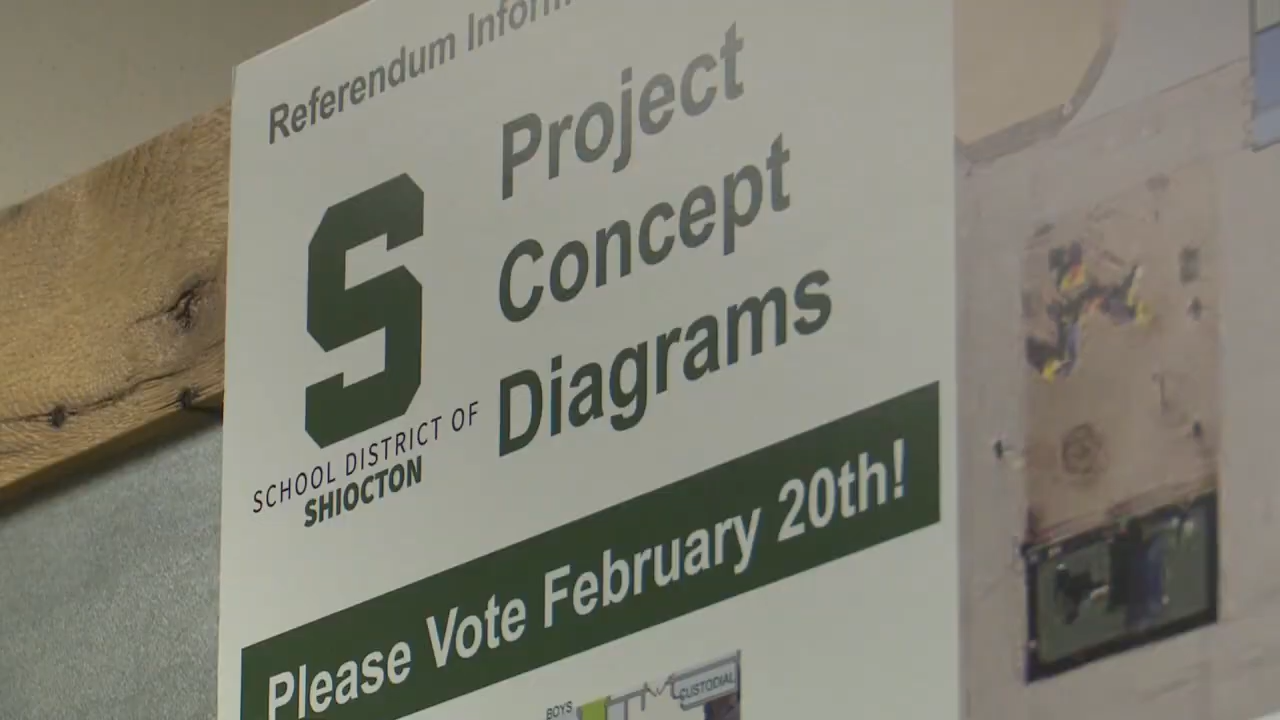 Referendum
Project
Concept
Diagrams
S
SCHOOL DISTRICT OF
SHIOCTON
Please Vote February 20th!
BOYS
CUSTODIAL